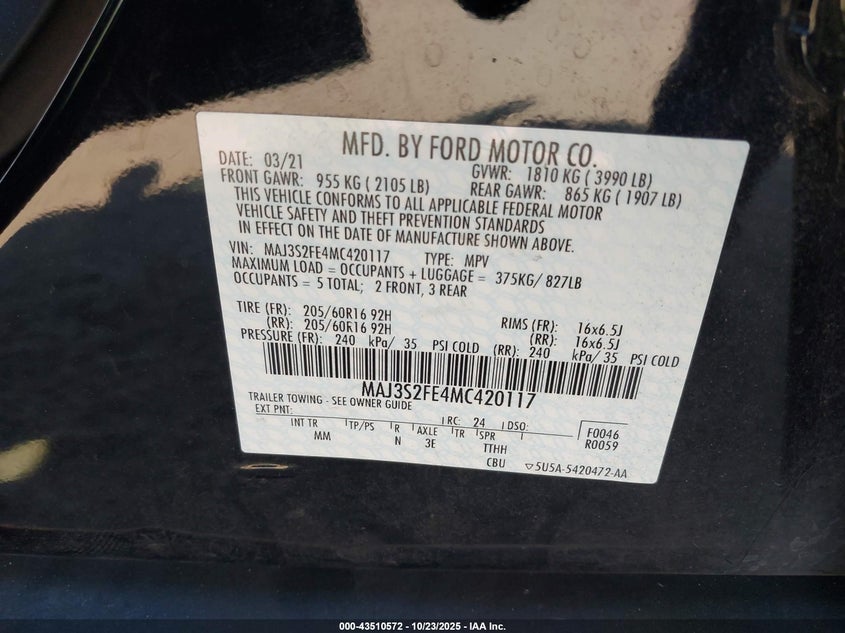 MFD. BY FORD MOTOR CO.
DATE: 03/21 GVWR: 1810 KG ( 3990 LB)
FRONT GAWR: 955 KG ( 2105 LB) REAR GAWR: 865 KG ( 1907 LB)
THIS VEHICLE CONFORMS TO ALL APPLICABLE FEDERAL MOTOR
VEHICLE SAFETY AND THEFT PREVENTION STANDARDS
IN EFFECT ON THE DATE OF MANUFACTURE SHOWN ABOVE.
VIN: MAJ3S2FE4MC420117 TYPE: MPV
MAXIMUM LOAD = OCCUPANTS + LUGGAGE = 375KG/ 827LB
OCCUPANTS = 5 TOTAL; 2 FRONT, 3 REAR
TIRE (FR): 205/60R16 92H RIMS (FR): 16x6.5J
(RR): 205/60R16 92H (RR): 16x6.5J
PRESSURE (FR): 240 kPa/ 35 PSI COLD (RR): 240 kPa/ 35 PSI COLD
MAJ3S2FE4MC420117
TRAILER TOWING - SEE OWNER GUIDE
EXT PNT: RC: 24 DSO: F0046
INT TR TP/PS R AXLE TR SPR R0059
MM N 3E TTHH
CBU ▽5U5A-5420472-AA
000-43510572 | 10/23/2025 | IAA Inc.